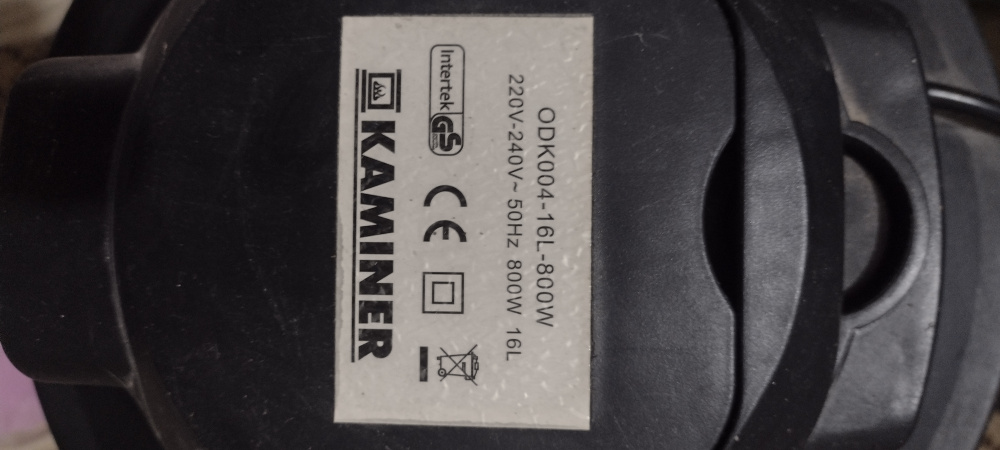 ODK004-16L-800W
220V-240V~ 50Hz 800W 16L
Intertek GS CE
KAMINER